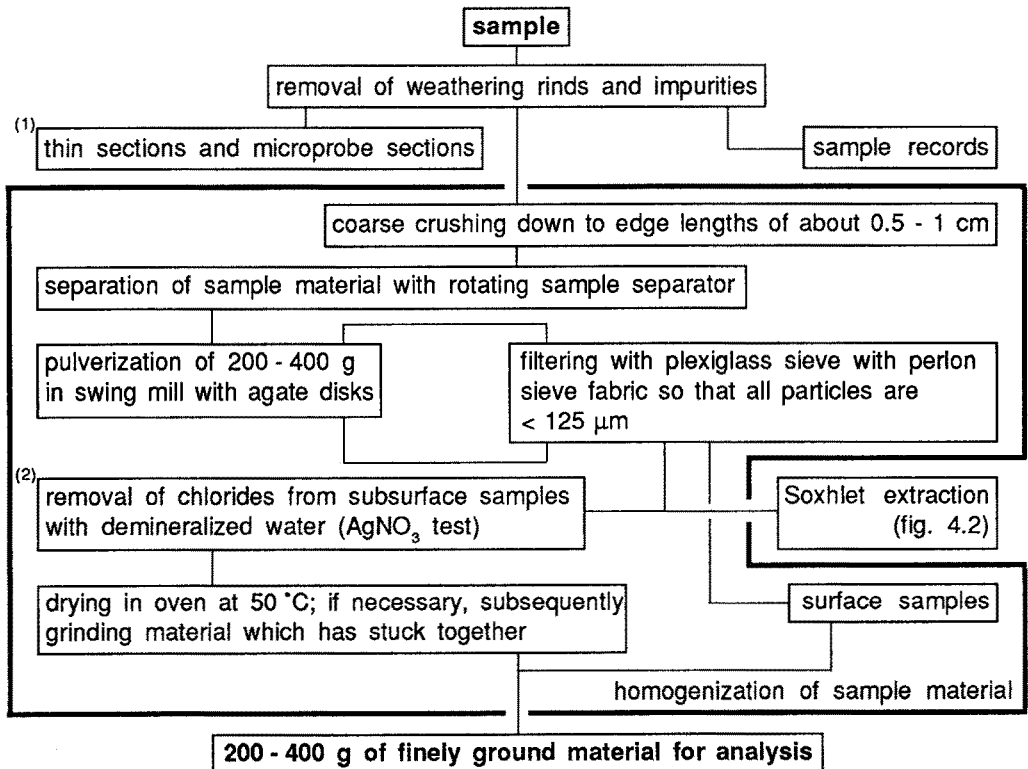 sample
removal of weathering rinds and impurities
(1)
thin sections and microprobe sections
sample records
coarse crushing down to edge lengths of about 0.5 - 1 cm
separation of sample material with rotating sample separator
pulverization of 200 - 400 g
in swing mill with agate disks
filtering with plexiglass sieve with perlon
sieve fabric so that all particles are
< 125 µm
(2)
removal of chlorides from subsurface samples
with demineralized water (AgNO₃ test)
Soxhlet extraction
(fig. 4.2)
drying in oven at 50 °C; if necessary, subsequently
grinding material which has stuck together
surface samples
homogenization of sample material
200 - 400 g of finely ground material for analysis